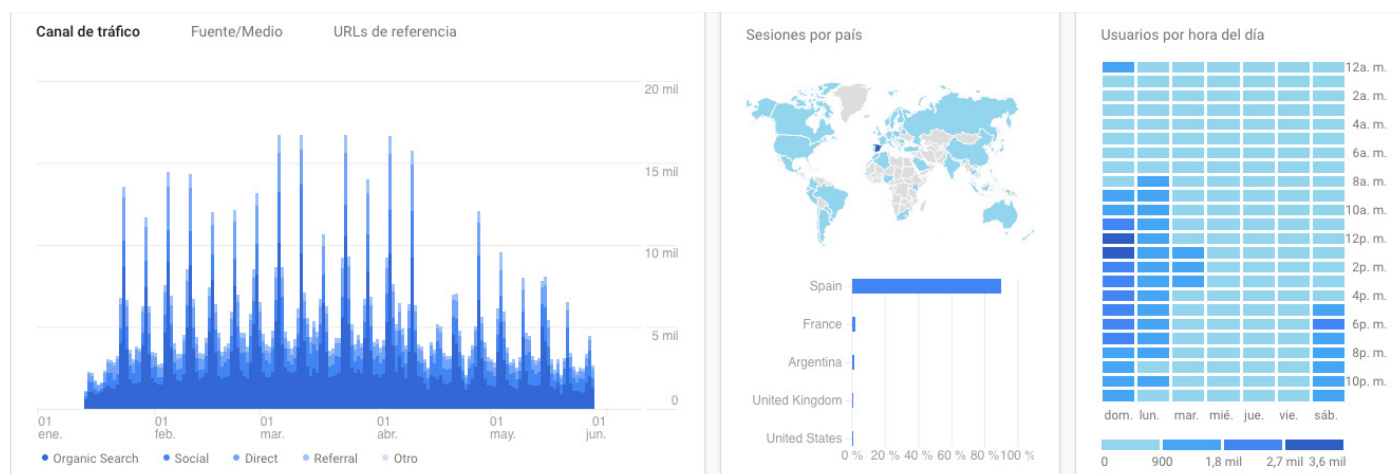 Canal de tráfico Fuente/Medio URLs de referencia
20 mil
15 mil
10 mil
5 mil
0
01 01 01 01 01 01
ene. feb. mar. abr. may. jun.
Organic Search Social Direct Referral Otro
Sesiones por país
Spain
France
Argentina
United Kingdom
United States
0 % 20 % 40 % 60 % 80 % 100 %
Usuarios por hora del día
12a. m.
2a. m.
4a. m.
6a. m.
8a. m.
10a. m.
12p. m.
2p. m.
4p. m.
6p. m.
8p. m.
10p. m.
dom. lun. mar. mié. jue. vie. sáb.
0 900 1,8 mil 2,7 mil 3,6 mil